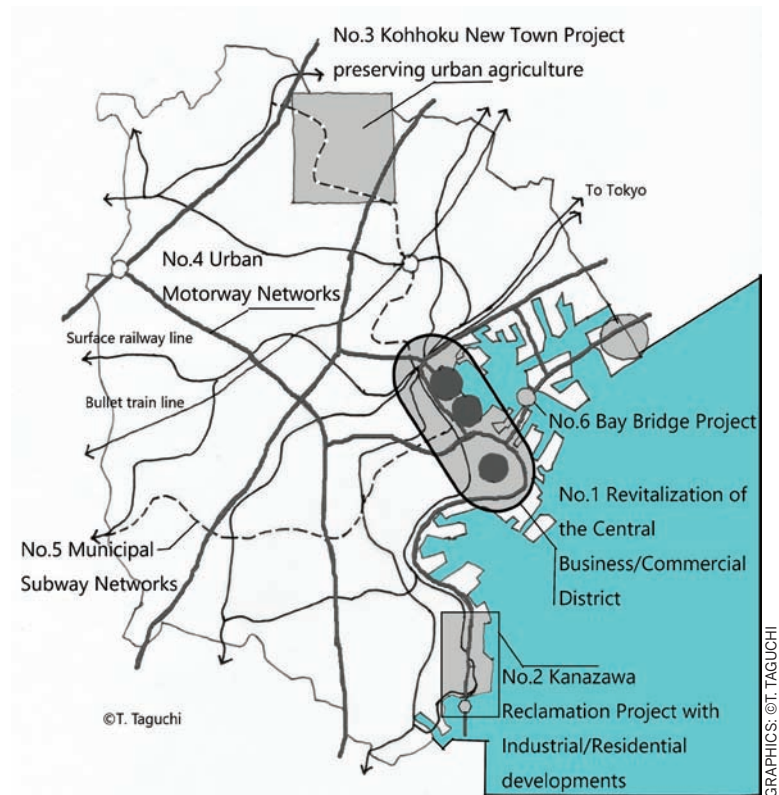 No.3 Kohhoku New Town Project
preserving urban agriculture
To Tokyo
No.4 Urban
Motorway Networks
Surface railway line
Bullet train line
No.6 Bay Bridge Project
No.1 Revitalization of
the Central
Business/Commercial
District
No.5 Municipal
Subway Networks
No.2 Kanazawa
Reclamation Project with
Industrial/Residential
developments
©T. Taguchi
GRAPHICS: ©T. TAGUCHI